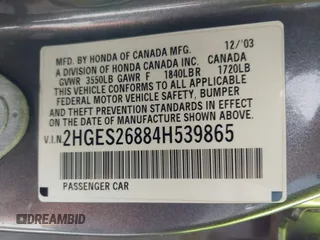 MFD. BY HONDA OF CANADA MFG. 12/'03
A DIVISION OF HONDA CANADA INC. CANADA
GVWR 3550LB GAWR F 1840LBR 1720LB
THIS VEHICLE CONFORMS TO ALL APPLICABLE
FEDERAL MOTOR VEHICLE SAFETY, BUMPER
AND THEFT PREVENTION STANDARDS IN EFFECT
ON THE DATE OF MANUFACTURE SHOWN ABOVE.
V.I.N. 2HGES26884H539865
PASSENGER CAR
DREAMBID